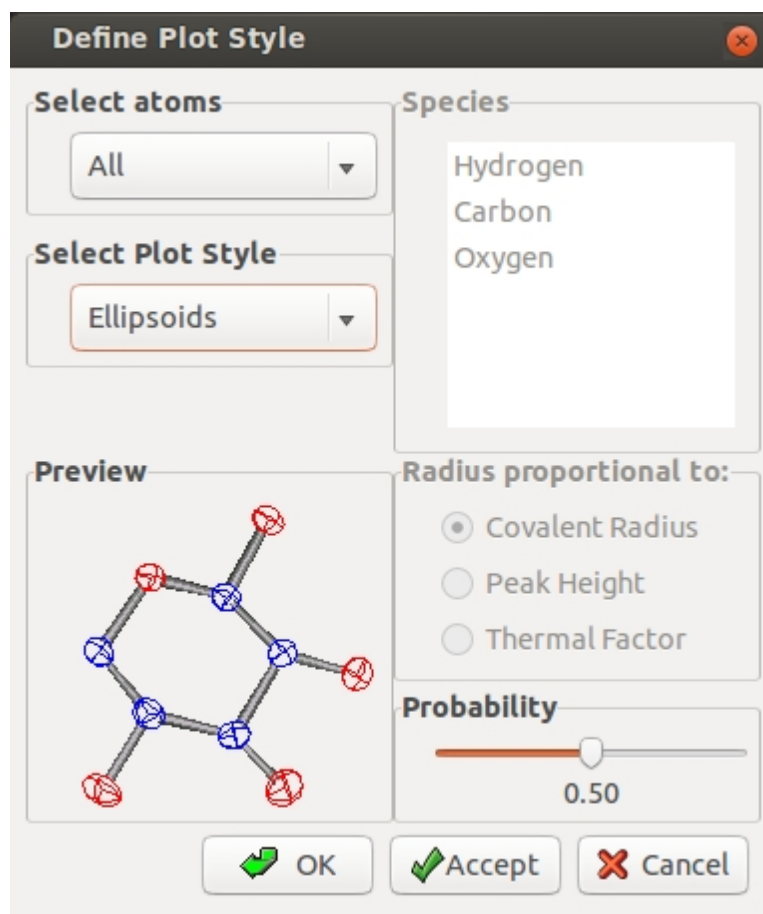 Define Plot Style
Select atoms
All
Select Plot Style
Ellipsoids
Species
Hydrogen
Carbon
Oxygen
Preview
Radius proportional to:
Covalent Radius
Peak Height
Thermal Factor
Probability
0.50
OK
Accept
Cancel